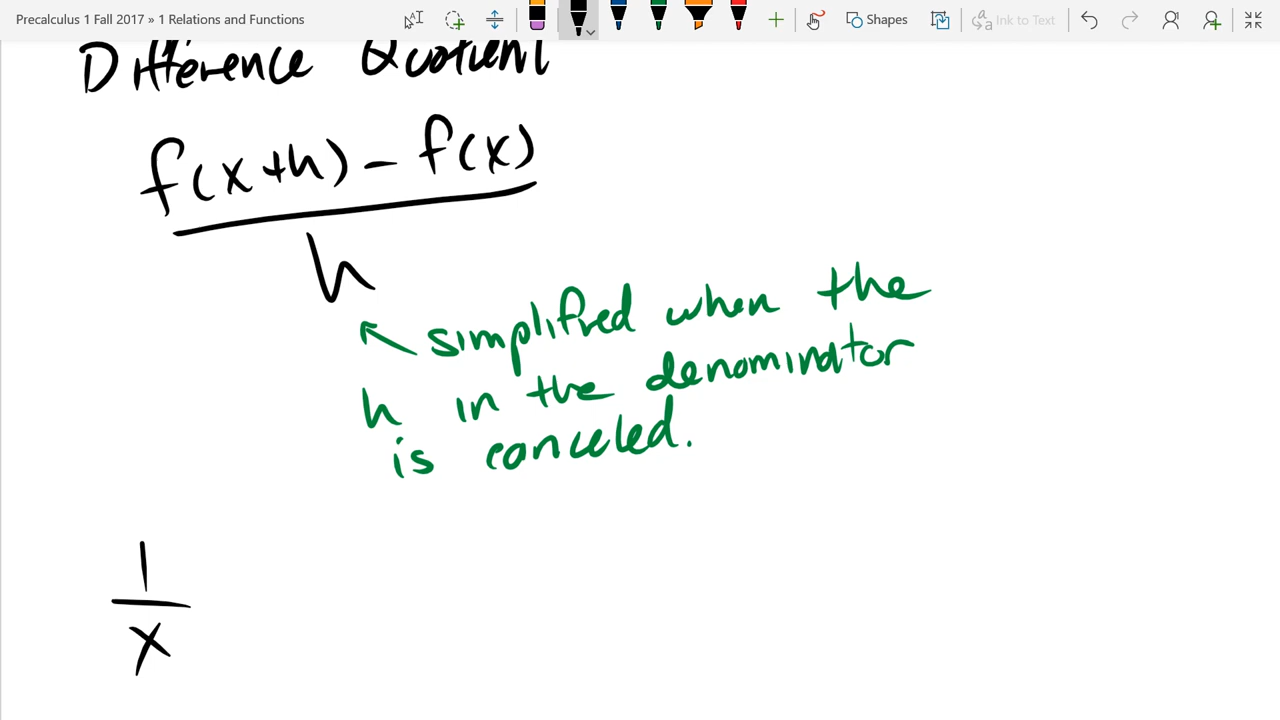 Precalculus 1 Fall 2017 » 1 Relations and Functions
Shapes
Ink to Text
Difference Quotient
f(x+h) - f(x)
h
simplified when the
h in the denominator
is canceled.
1
x